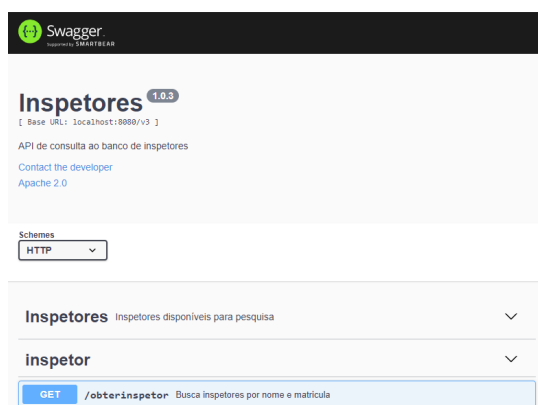 {···} Swagger.
Supported by SMARTBEAR
Inspetores 1.0.3
[ Base URL: localhost:8080/v3 ]
API de consulta ao banco de inspetores
Contact the developer
Apache 2.0
Schemes
HTTP
Inspetores Inspetores disponíveis para pesquisa
inspetor
GET /obterinspetor Busca inspetores por nome e matricula